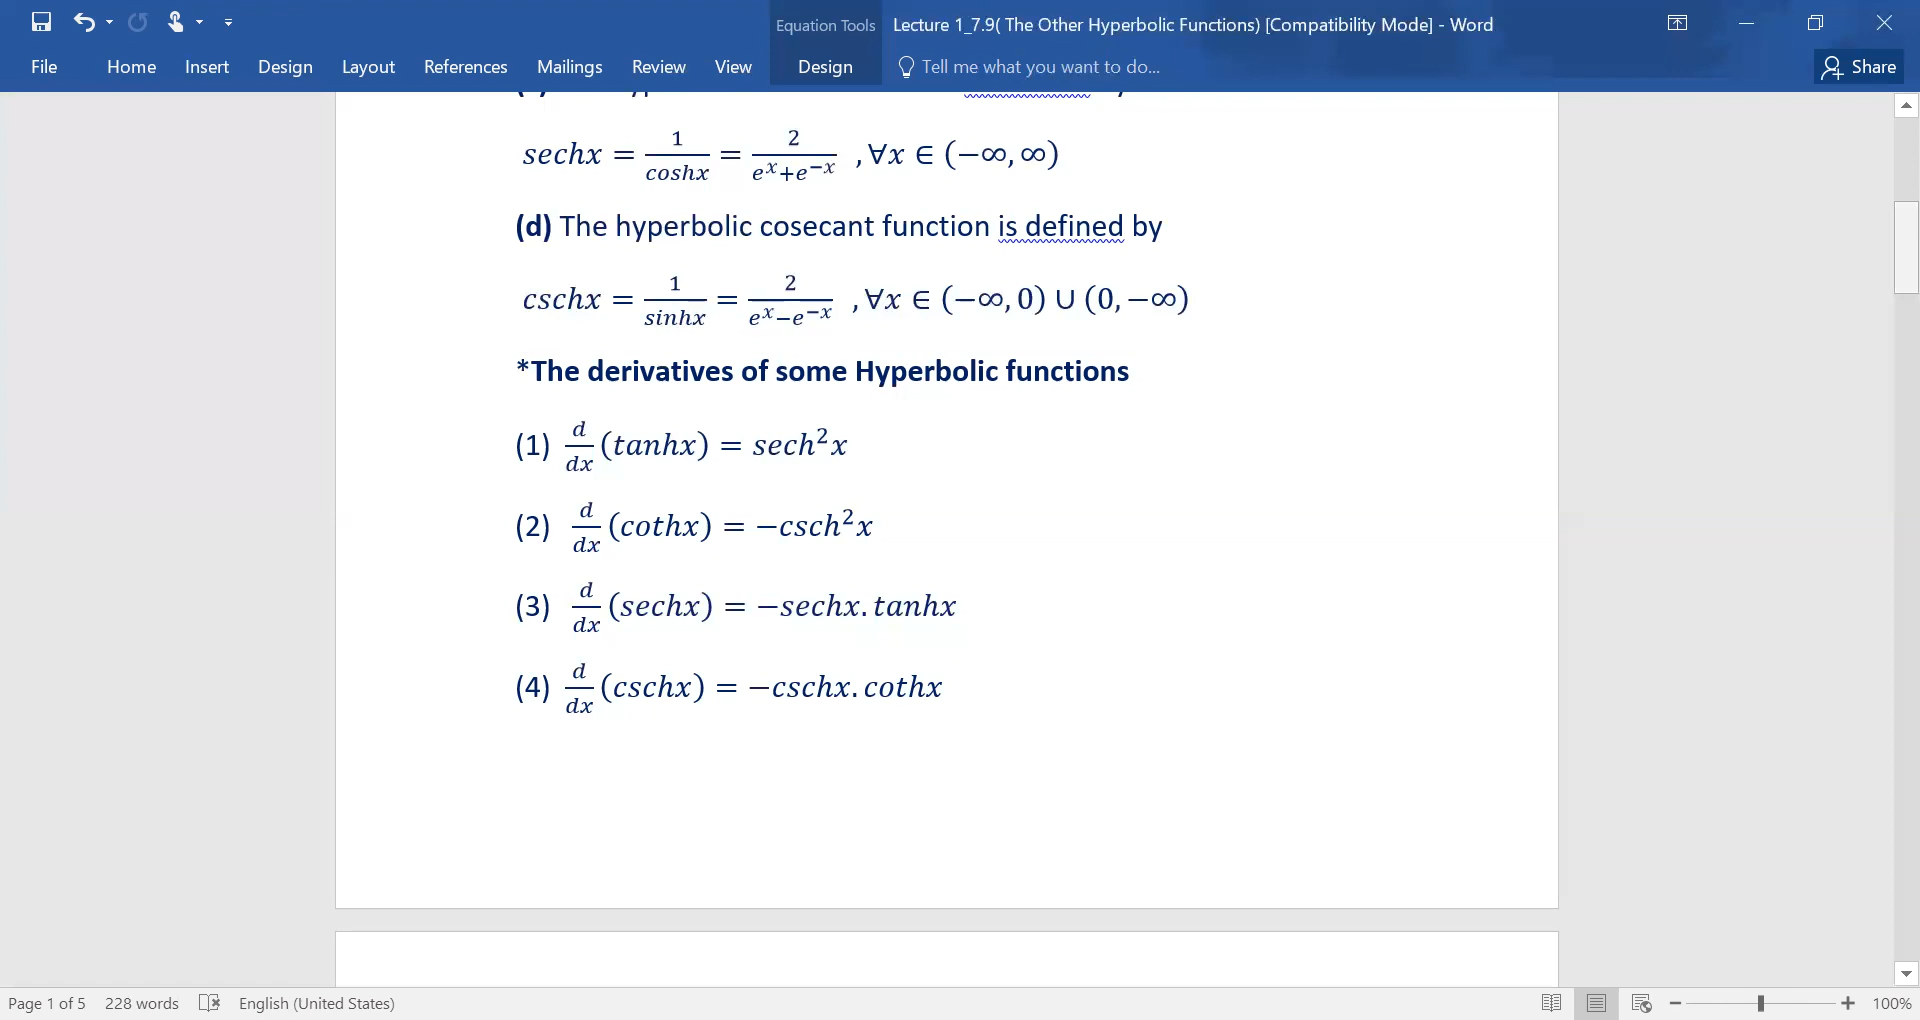 Equation Tools
Lecture 1_7.9( The Other Hyperbolic Functions) [Compatibility Mode] - Word
File Home Insert Design Layout References Mailings Review View Design Tell me what you want to do... Share
sechx = 1/coshx = 2/(e^x+e^−x) , ∀x ∈ (−∞, ∞)
(d) The hyperbolic cosecant function is defined by
cschx = 1/sinhx = 2/(e^x−e^−x) , ∀x ∈ (−∞, 0) ∪ (0, −∞)
*The derivatives of some Hyperbolic functions
(1) d/dx (tanhx) = sech²x
(2) d/dx (cothx) = −csch²x
(3) d/dx (sechx) = −sechx. tanhx
(4) d/dx (cschx) = −cschx. cothx
Page 1 of 5 228 words English (United States) 100%